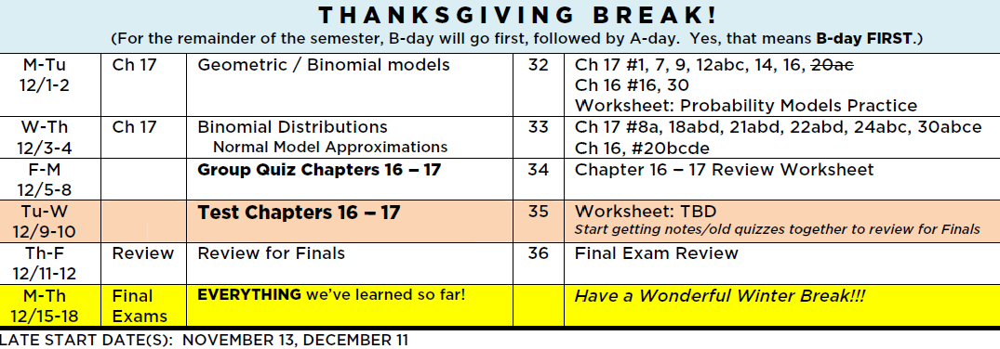 THANKSGIVING BREAK!
(For the remainder of the semester, B-day will go first, followed by A-day. Yes, that means B-day FIRST.)
M-Tu Ch 17 Geometric / Binomial models 32 Ch 17 #1, 7, 9, 12abc, 14, 16, 20ac
12/1-2 Ch 16 #16, 30
Worksheet: Probability Models Practice
W-Th Ch 17 Binomial Distributions 33 Ch 17 #8a, 18abd, 21abd, 22abd, 24abc, 30abce
12/3-4 Normal Model Approximations Ch 16, #20bcde
F-M Group Quiz Chapters 16 – 17 34 Chapter 16 – 17 Review Worksheet
12/5-8
Tu-W Test Chapters 16 – 17 35 Worksheet: TBD
12/9-10 Start getting notes/old quizzes together to review for Finals
Th-F Review Review for Finals 36 Final Exam Review
12/11-12
M-Th Final EVERYTHING we've learned so far! Have a Wonderful Winter Break!!!
12/15-18 Exams
LATE START DATE(S): NOVEMBER 13, DECEMBER 11